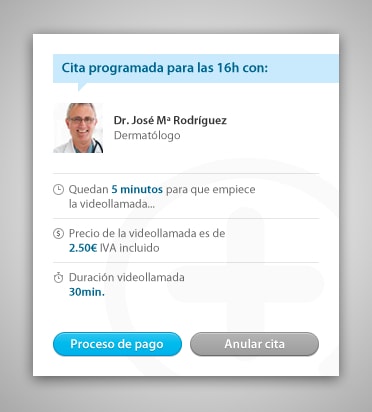 Cita programada para las 16h con:
Dr. José Mª Rodríguez
Dermatólogo
Quedan 5 minutos para que empiece
la videollamada...
Precio de la videollamada es de
2.50€ IVA incluido
Duración videollamada
30min.
Proceso de pago
Anular cita